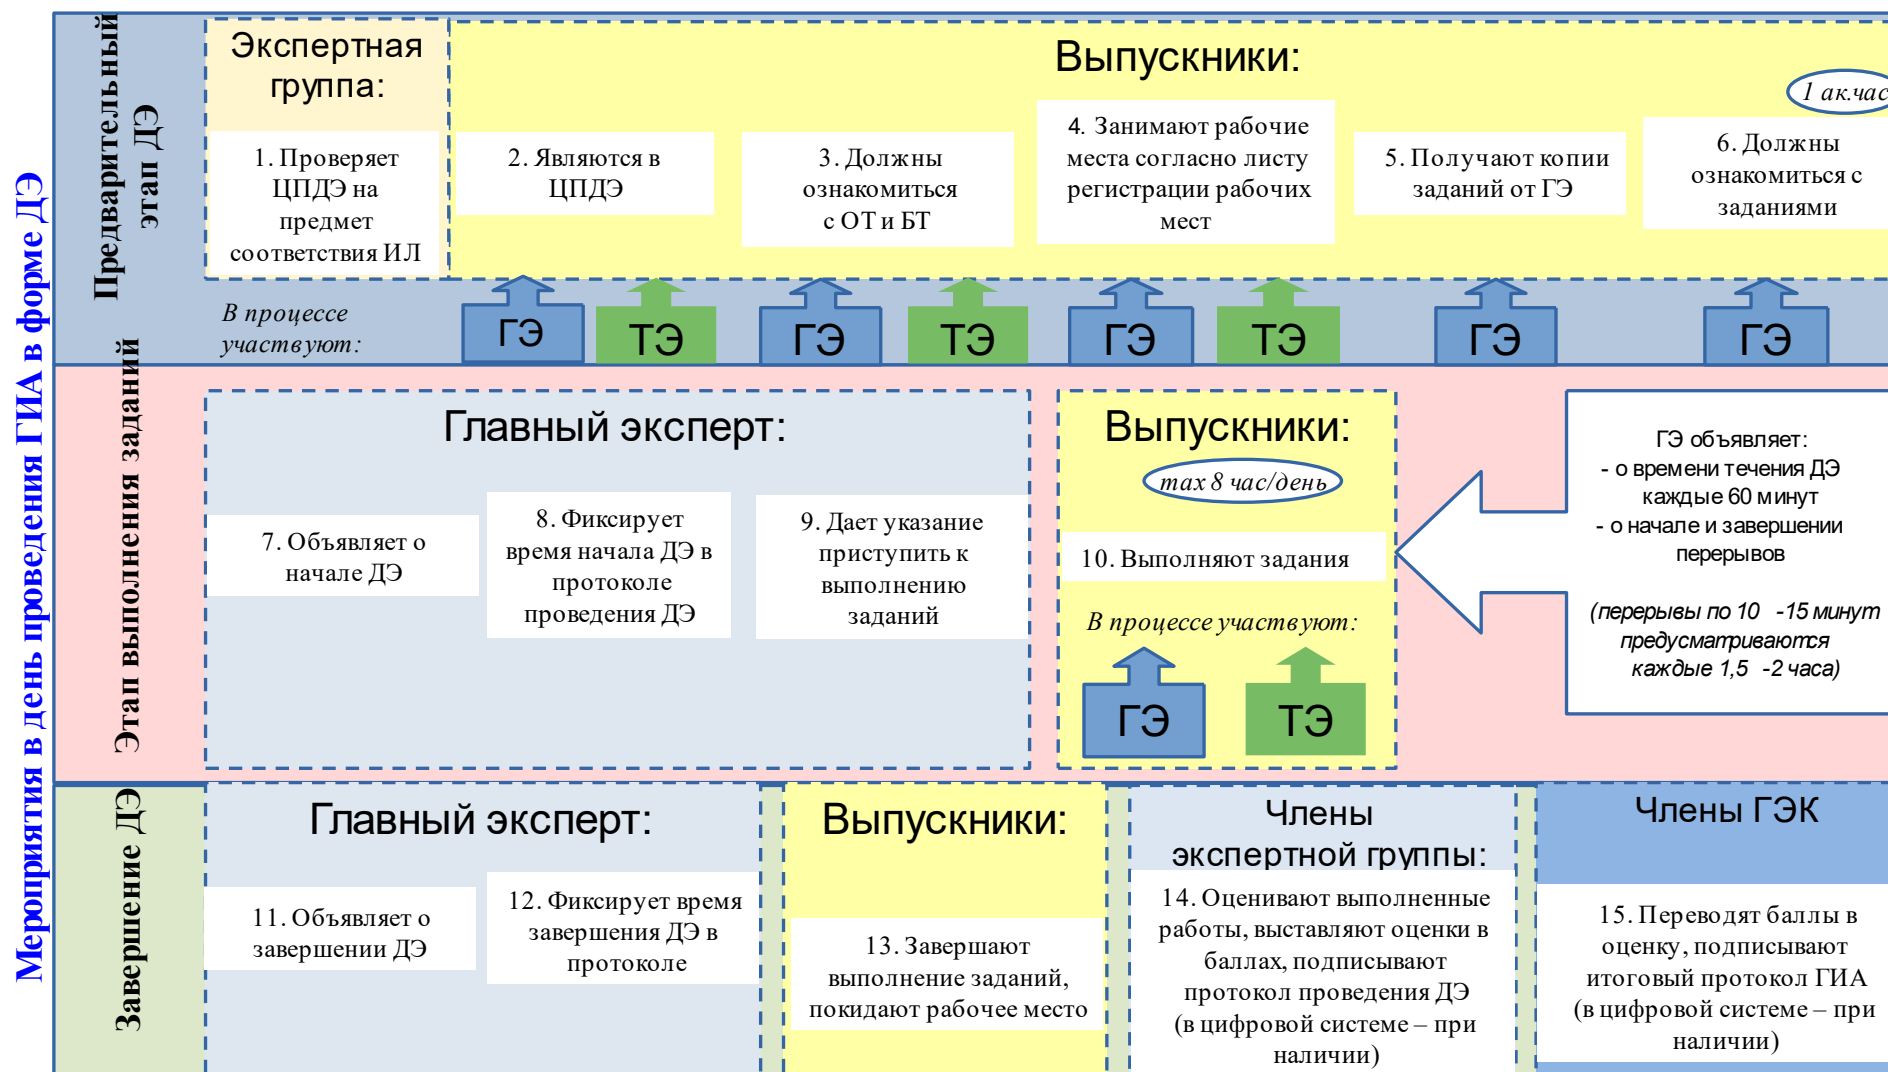 Мероприятия в день проведения ГИА в форме ДЭ
Предварительный
этап ДЭ
Экспертная
группа:
1. Проверяет
ЦПДЭ на
предмет
соответствия ИЛ
Выпускники:
1 ак.час
2. Являются в
ЦПДЭ
3. Должны
ознакомиться
с ОТ и БТ
4. Занимают рабочие
места согласно листу
регистрации рабочих
мест
5. Получают копии
заданий от ГЭ
6. Должны
ознакомиться с
заданиями
В процессе
участвуют:
ГЭ
ТЭ
ГЭ
ТЭ
ГЭ
ТЭ
ГЭ
ГЭ
Этап выполнения заданий
Главный эксперт:
7. Объявляет о
начале ДЭ
8. Фиксирует
время начала ДЭ в
протоколе
проведения ДЭ
9. Дает указание
приступить к
выполнению
заданий
Выпускники:
max 8 час/день
10. Выполняют задания
В процессе участвуют:
ГЭ
ТЭ
ГЭ объявляет:
- о времени течения ДЭ
каждые 60 минут
- о начале и завершении
перерывов
(перерывы по 10 -15 минут
предусматриваются
каждые 1,5 -2 часа)
Завершение ДЭ
Главный эксперт:
11. Объявляет о
завершении ДЭ
12. Фиксирует время
завершения ДЭ в
протоколе
Выпускники:
13. Завершают
выполнение заданий,
покидают рабочее место
Члены
экспертной группы:
14. Оценивают выполненные
работы, выставляют оценки в
баллах, подписывают
протокол проведения ДЭ
(в цифровой системе – при
наличии)
Члены ГЭК
15. Переводят баллы в
оценку, подписывают
итоговый протокол ГИА
(в цифровой системе – при
наличии)